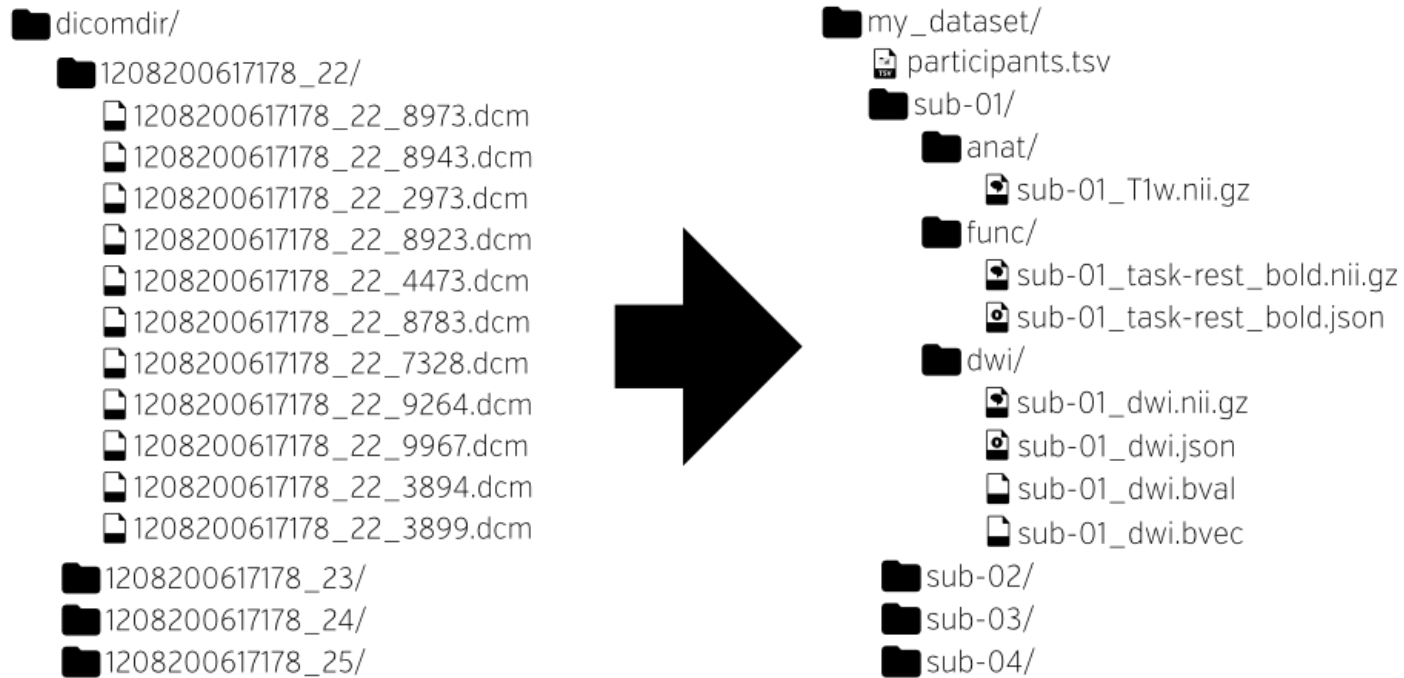 dicomdir/
1208200617178_22/
1208200617178_22_8973.dcm
1208200617178_22_8943.dcm
1208200617178_22_2973.dcm
1208200617178_22_8923.dcm
1208200617178_22_4473.dcm
1208200617178_22_8783.dcm
1208200617178_22_7328.dcm
1208200617178_22_9264.dcm
1208200617178_22_9967.dcm
1208200617178_22_3894.dcm
1208200617178_22_3899.dcm
1208200617178_23/
1208200617178_24/
1208200617178_25/
my_dataset/
TSV
participants.tsv
sub-01/
anat/
sub-01_T1w.nii.gz
func/
sub-01_task-rest_bold.nii.gz
sub-01_task-rest_bold.json
dwi/
sub-01_dwi.nii.gz
sub-01_dwi.json
sub-01_dwi.bval
sub-01_dwi.bvec
sub-02/
sub-03/
sub-04/